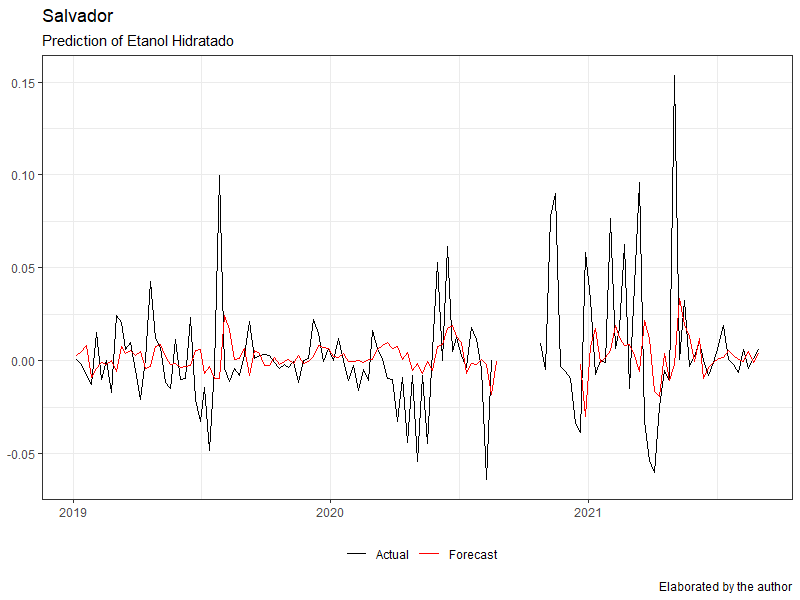 Salvador
Prediction of Etanol Hidratado
0.15
0.10
0.05
0.00
-0.05
2019 2020 2021
Actual Forecast
Elaborated by the author